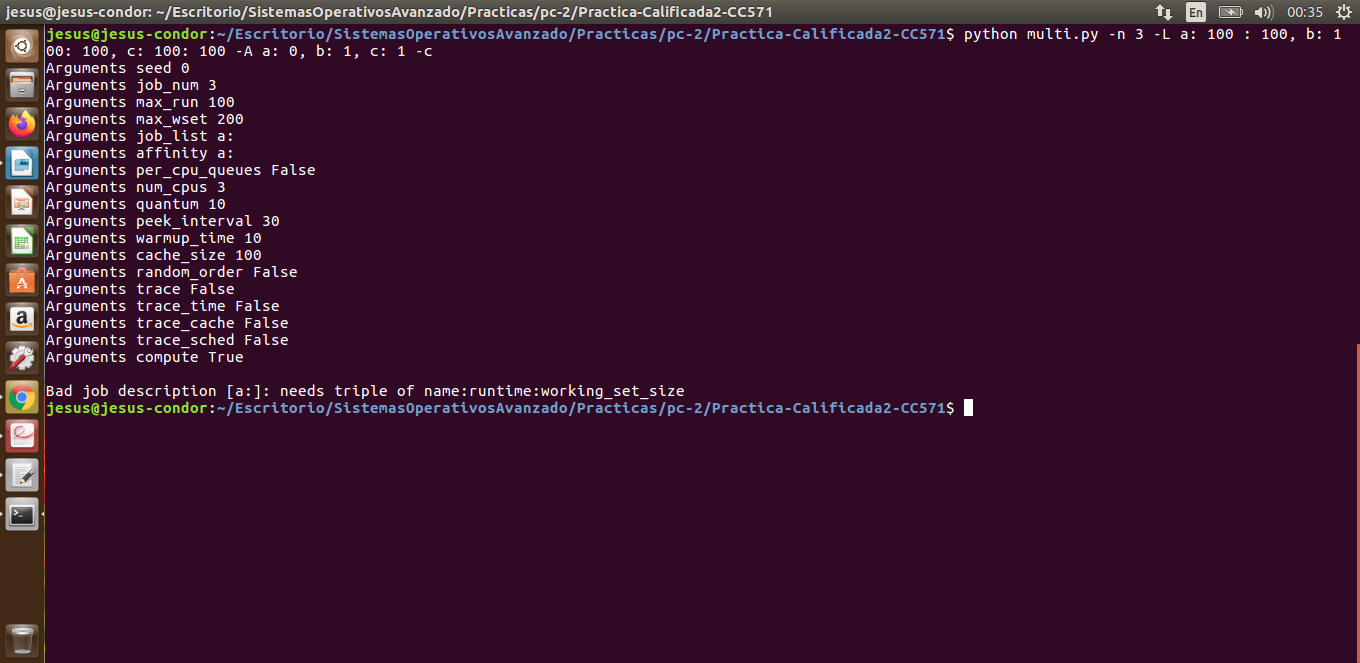 jesus@jesus-condor: ~/Escritorio/SistemasOperativosAvanzado/Practicas/pc-2/Practica-Calificada2-CC571
En
00:35
jesus@jesus-condor:~/Escritorio/SistemasOperativosAvanzado/Practicas/pc-2/Practica-Calificada2-CC571$ python multi.py -n 3 -L a: 100 : 100, b: 1
00: 100, c: 100: 100 -A a: 0, b: 1, c: 1 -c
Arguments seed 0
Arguments job_num 3
Arguments max_run 100
Arguments max_wset 200
Arguments job_list a:
Arguments affinity a:
Arguments per_cpu_queues False
Arguments num_cpus 3
Arguments quantum 10
Arguments peek_interval 30
Arguments warmup_time 10
Arguments cache_size 100
Arguments random_order False
Arguments trace False
Arguments trace_time False
Arguments trace_cache False
Arguments trace_sched False
Arguments compute True
Bad job description [a:]: needs triple of name:runtime:working_set_size
jesus@jesus-condor:~/Escritorio/SistemasOperativosAvanzado/Practicas/pc-2/Practica-Calificada2-CC571$